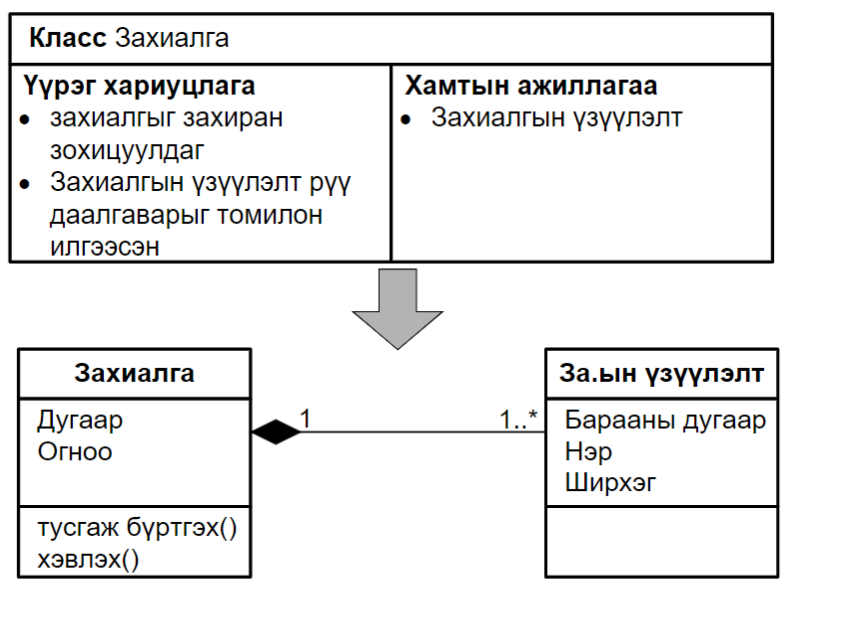 Класс Захиалга
Үүрэг хариуцлага
• захиалгыг захиран
зохицуулдаг
• Захиалгын үзүүлэлт рүү
даалгаварыг томилон
илгээсэн
Хамтын ажиллагаа
• Захиалгын үзүүлэлт
Захиалга
Дугаар
Огноо
тусгаж бүртгэх()
хэвлэх()
1
1..*
За.ын үзүүлэлт
Барааны дугаар
Нэр
Ширхэг